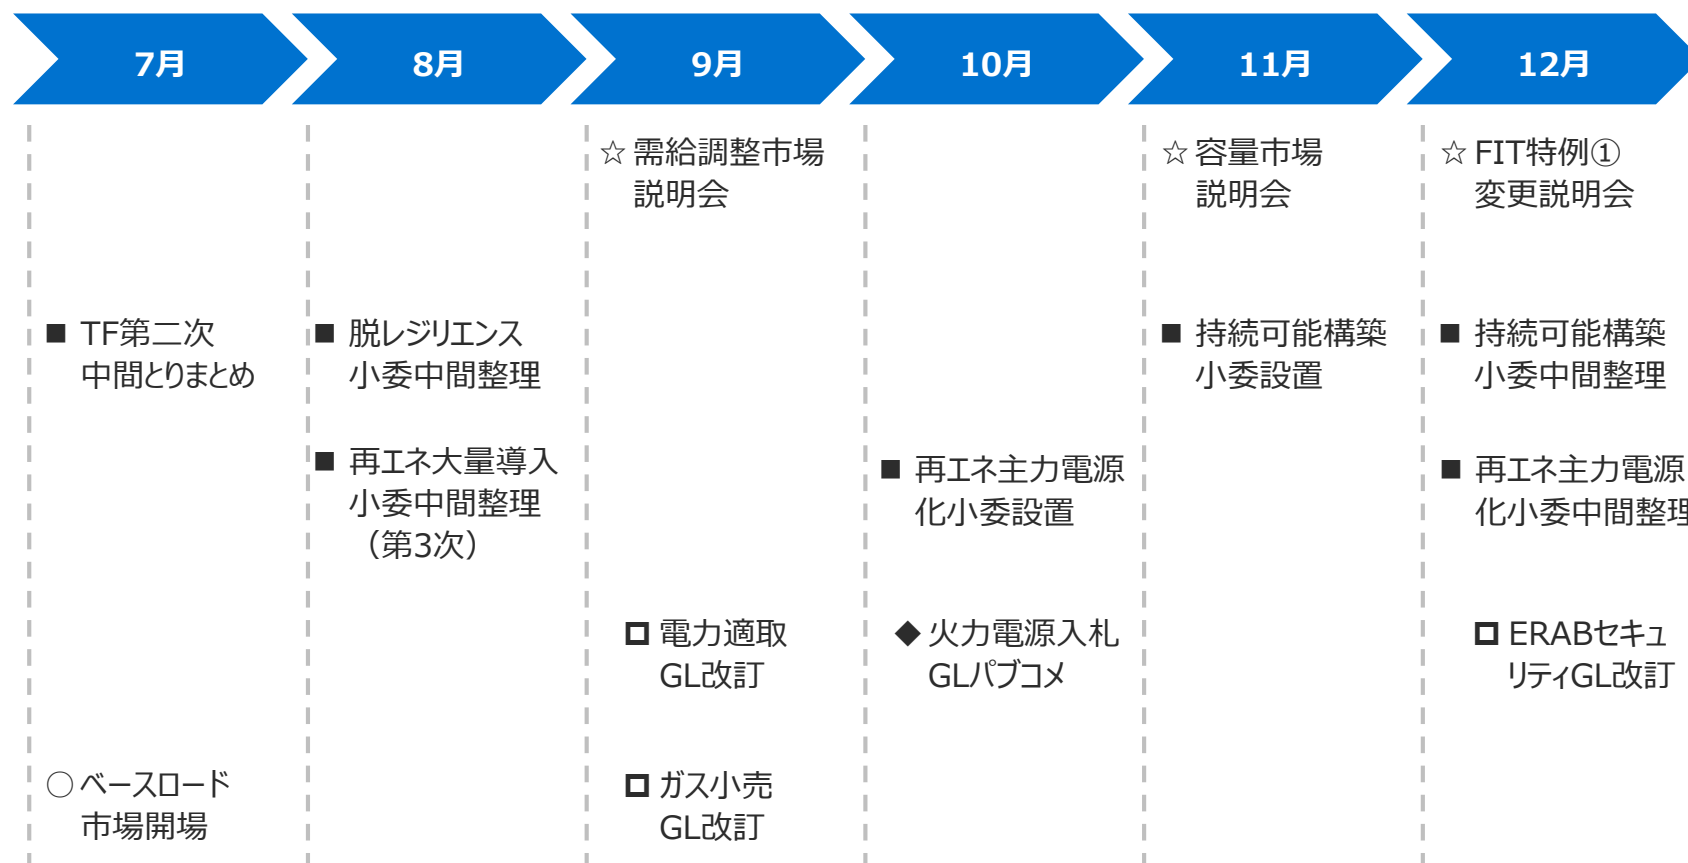 7月
8月
9月
10月
11月
12月
☆ 需給調整市場
説明会
☆ 容量市場
説明会
☆ FIT特例①
変更説明会
■ TF第二次
中間とりまとめ
■ 脱レジリエンス
小委中間整理
■ 持続可能構築
小委設置
■ 持続可能構築
小委中間整理
■ 再エネ大量導入
小委中間整理
（第3次）
■ 再エネ主力電源
化小委設置
■ 再エネ主力電源
化小委中間整理
□ 電力適取
GL改訂
◆ 火力電源入札
GLパブコメ
□ ERABセキュ
リティGL改訂
○ ベースロード
市場開場
□ ガス小売
GL改訂